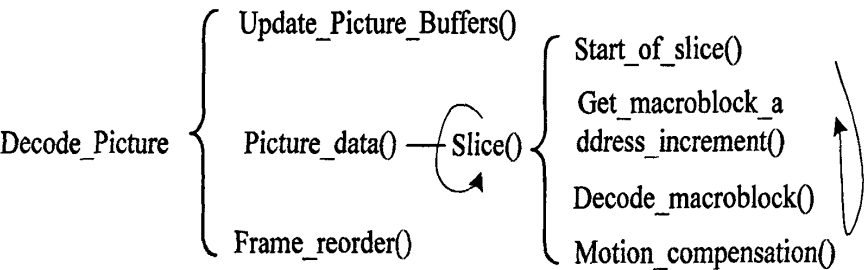 Decode_Picture
Update_Picture_Buffers()
Picture_data()
Frame_reorder()
Slice()
Start_of_slice()
Get_macroblock_a
ddress_increment()
Decode_macroblock()
Motion_compensation()